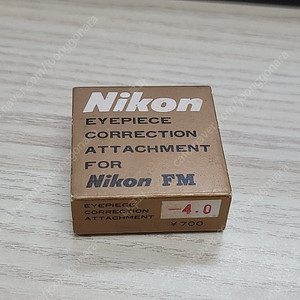 Nikon
EYEPIECE
CORRECTION
ATTACHMENT
FOR
Nikon FM
EYEPIECE
CORRECTION
ATTACHMENT
-4.0
¥700